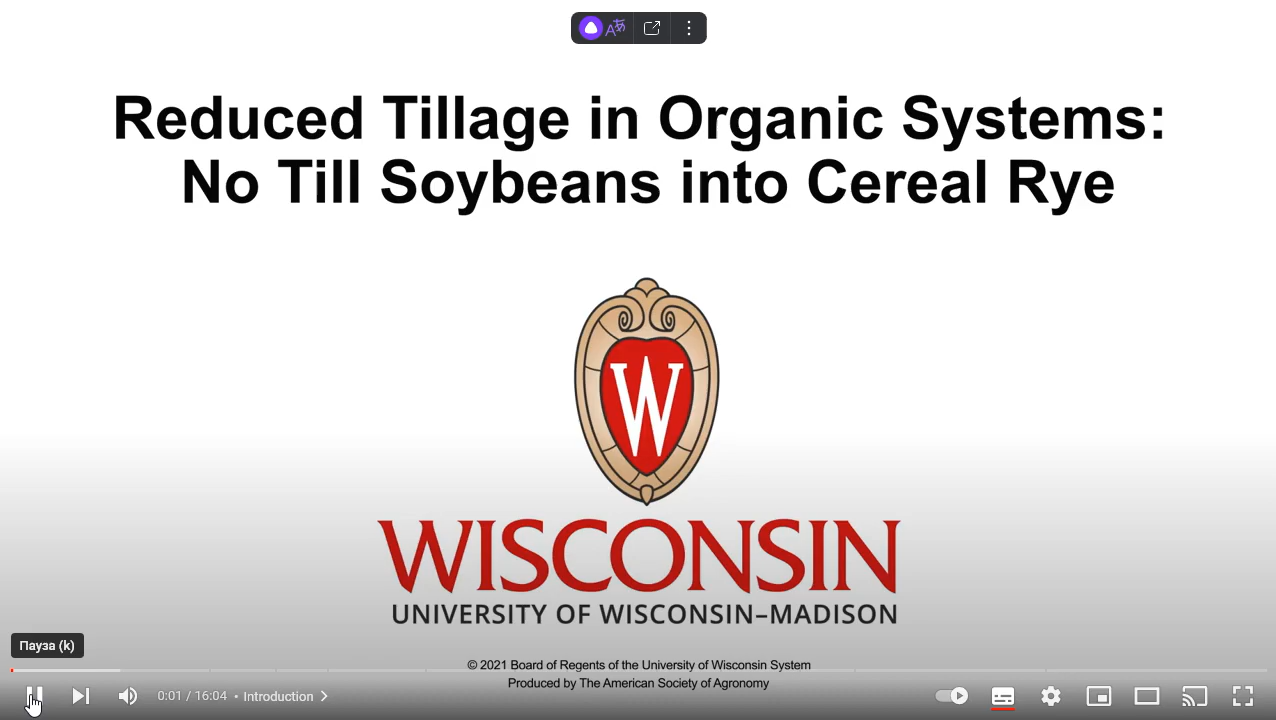 Reduced Tillage in Organic Systems:
No Till Soybeans into Cereal Rye
W
WISCONSIN
UNIVERSITY OF WISCONSIN–MADISON
Пауза (k)
© 2021 Board of Regents of the University of Wisconsin System
Produced by The American Society of Agronomy
0:01 / 16:04 • Introduction